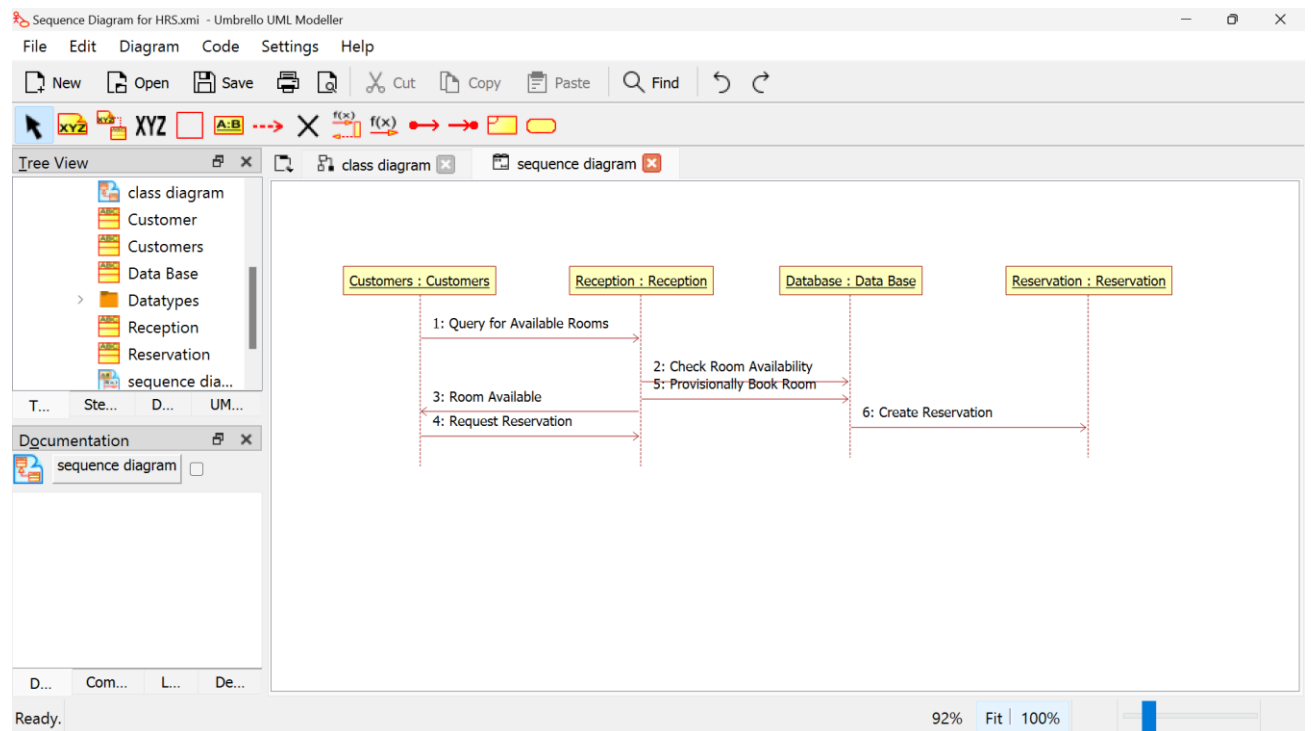 Sequence Diagram for HRS.xmi - Umbrello UML Modeller
File Edit Diagram Code Settings Help
New Open Save Cut Copy Paste Find
XYZ XYZ XYZ A:B f(x) f(x)
Tree View
class diagram sequence diagram
class diagram
Customer
Customers
Data Base
Datatypes
Reception
Reservation
sequence dia...
T... Ste... D... UM...
Documentation
sequence diagram
Customers : Customers Reception : Reception Database : Data Base Reservation : Reservation
1: Query for Available Rooms
2: Check Room Availability
5: Provisionally Book Room
3: Room Available
6: Create Reservation
4: Request Reservation
D... Com... L... De...
Ready. 92% Fit 100%